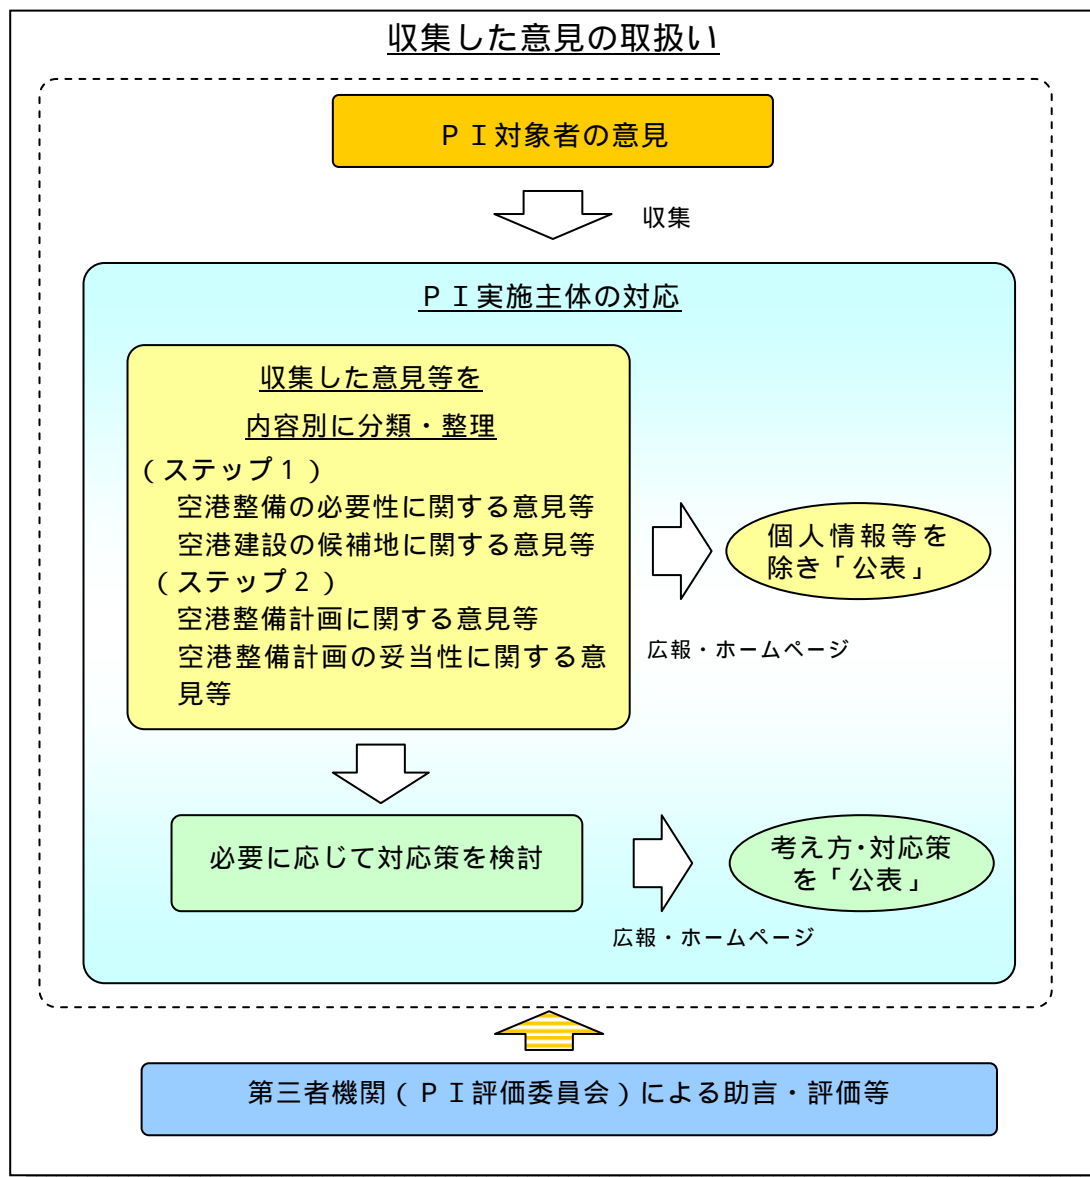 収集した意見の取扱い
ＰＩ対象者の意見
収集
ＰＩ実施主体の対応
収集した意見等を
内容別に分類・整理
（ステップ１）
空港整備の必要性に関する意見等
空港建設の候補地に関する意見等
（ステップ２）
空港整備計画に関する意見等
空港整備計画の妥当性に関する意
見等
個人情報等を
除き「公表」
広報・ホームページ
必要に応じて対応策を検討
考え方・対応策
を「公表」
広報・ホームページ
第三者機関（ＰＩ評価委員会）による助言・評価等